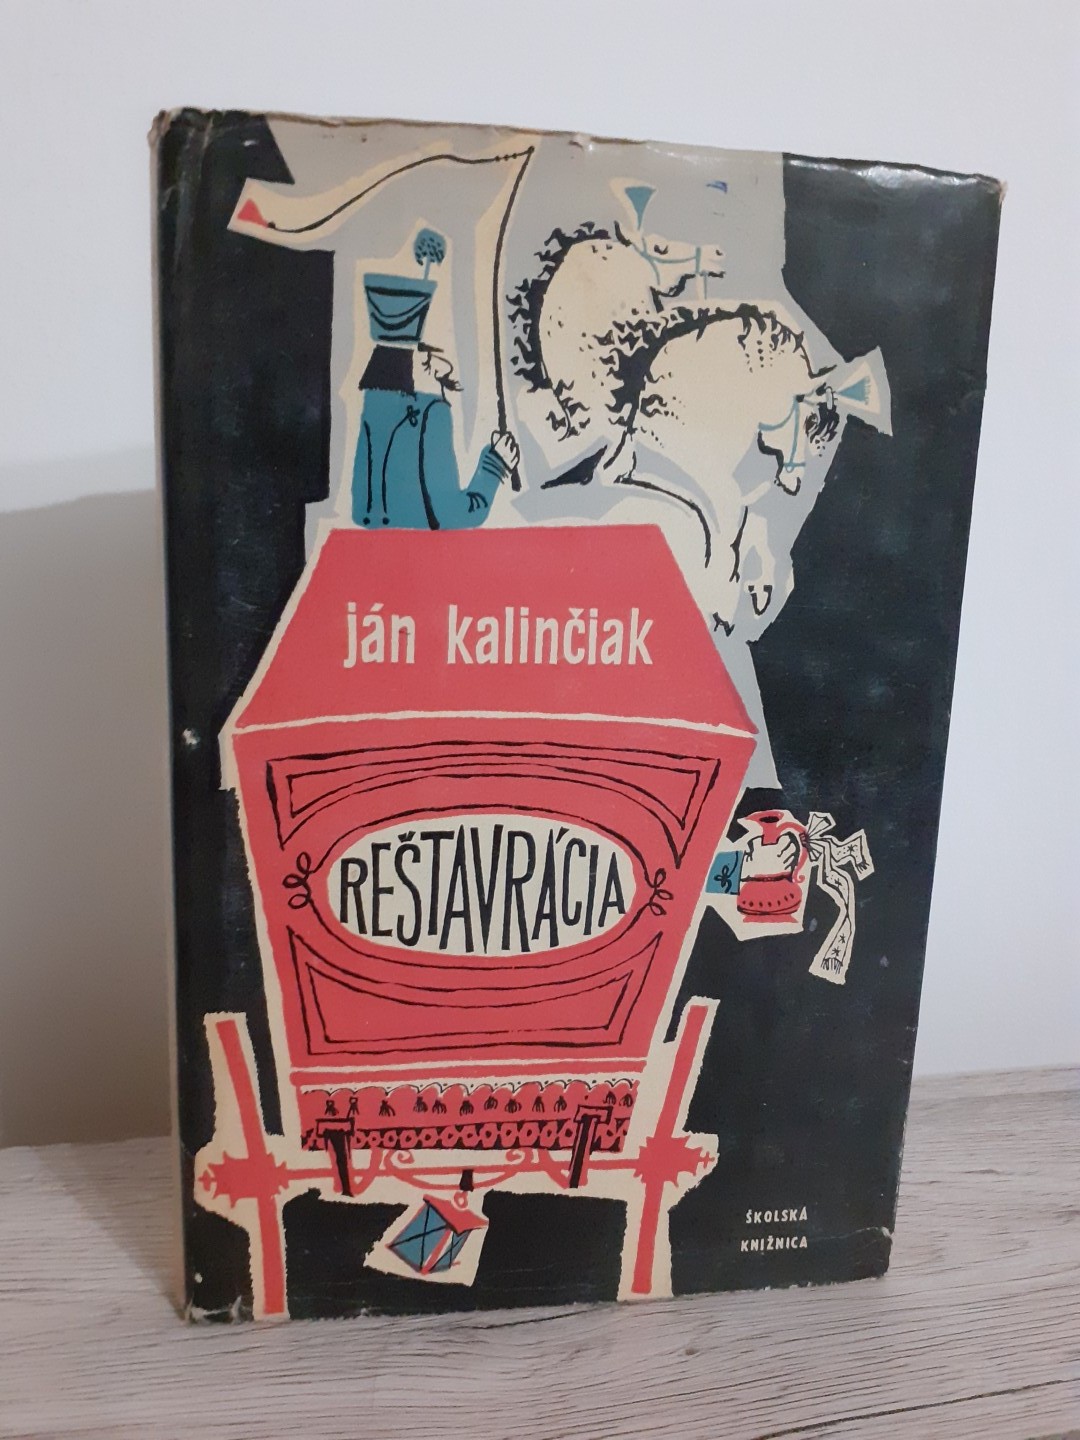 ján kalinčiak
REŠTAVRÁCIA
ŠKOLSKÁ
KNIŽNICA